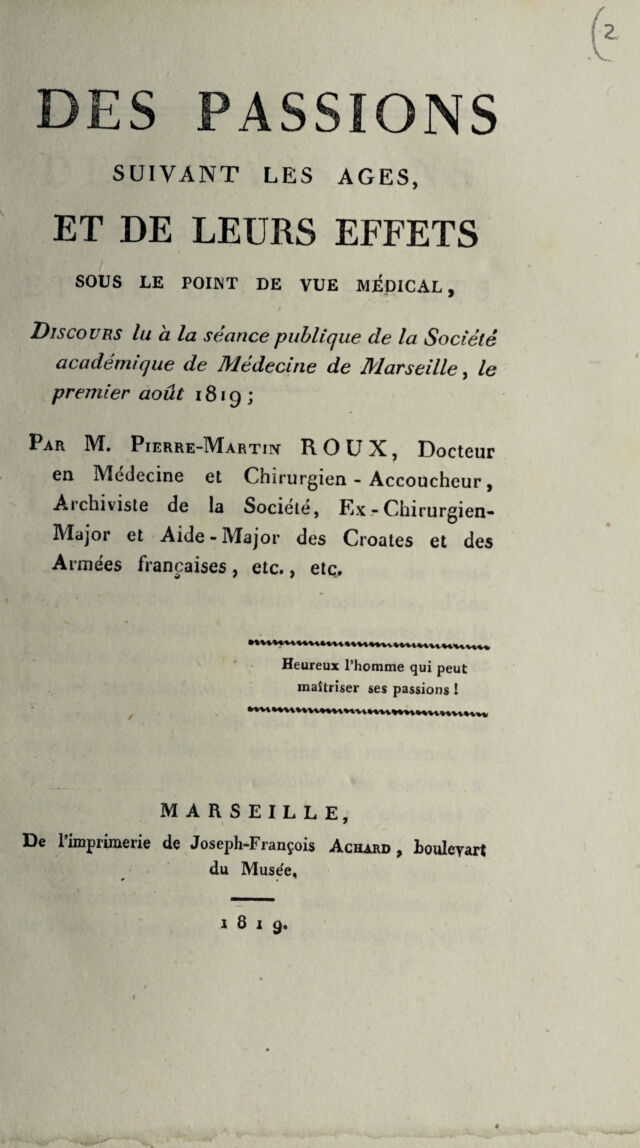 (2
DES PASSIONS
SUIVANT LES AGES,
ET DE LEURS EFFETS
SOUS LE POINT DE VUE MÉDICAL,
Discours lu à la séance publique de la Société
académique de Médecine de Marseille, le
premier août 1819;
Par M. Pierre-Martin ROUX, Docteur
en Médecine et Chirurgien-Accoucheur,
Archiviste de la Société, Ex-Chirurgien-
Major et Aide-Major des Croates et des
Armées françaises, etc., etc.
Heureux l'homme qui peut
maîtriser ses passions!
MARSEILLE,
De l'imprimerie de Joseph-François Achard, boulevart
du Musée,
1819.